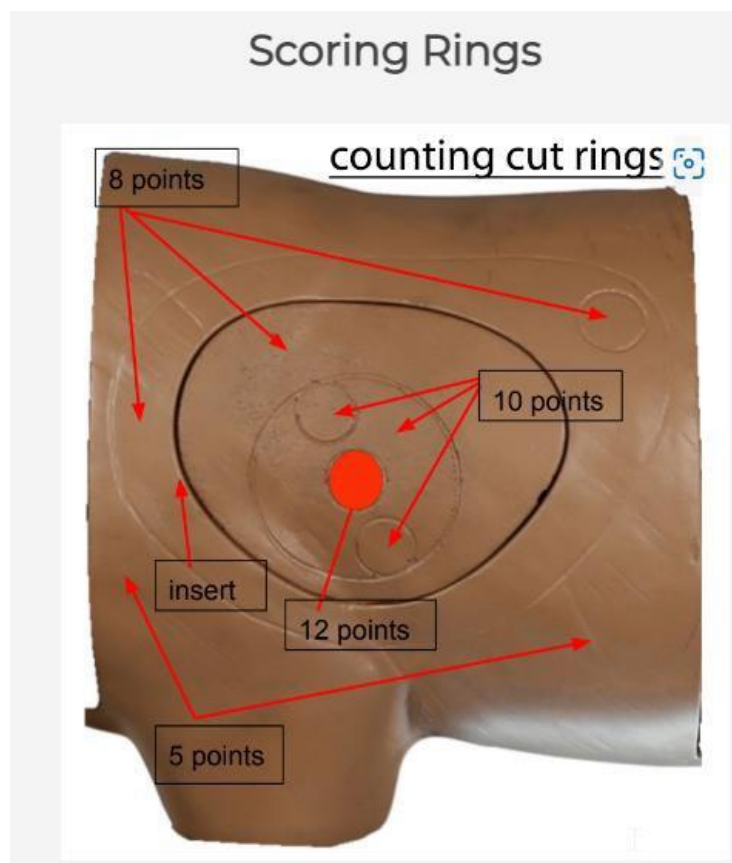 Scoring Rings
counting cut rings
8 points
10 points
insert
12 points
5 points